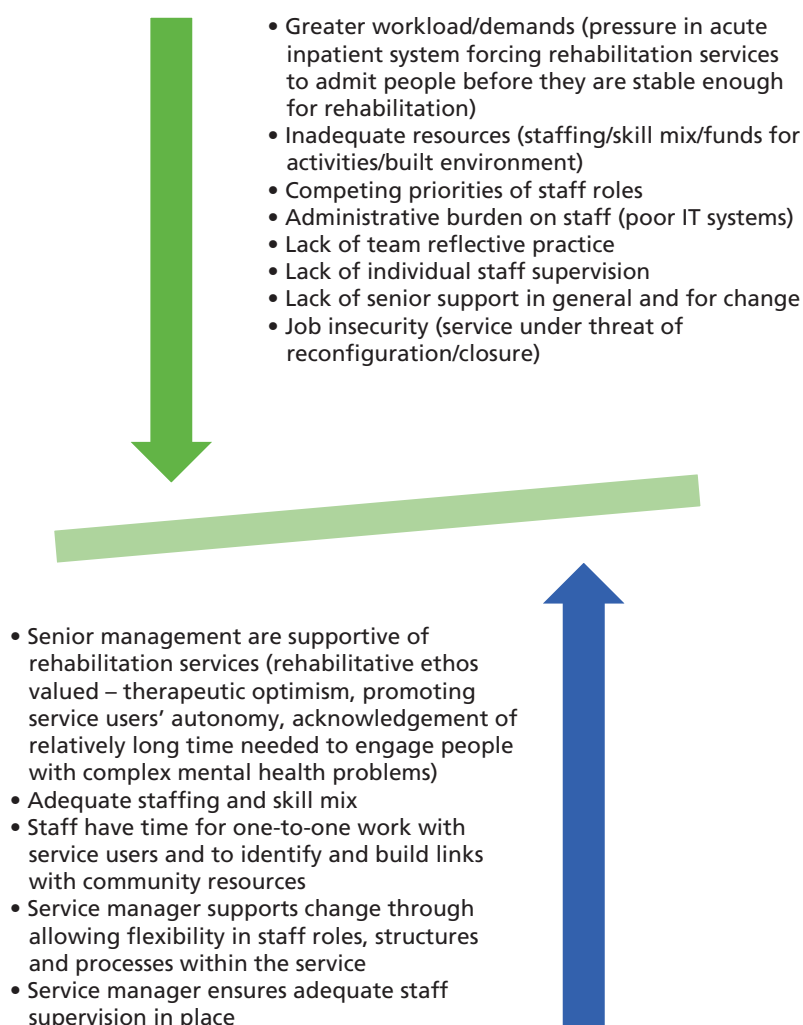 • Greater workload/demands (pressure in acute
inpatient system forcing rehabilitation services
to admit people before they are stable enough
for rehabilitation)
• Inadequate resources (staffing/skill mix/funds for
activities/built environment)
• Competing priorities of staff roles
• Administrative burden on staff (poor IT systems)
• Lack of team reflective practice
• Lack of individual staff supervision
• Lack of senior support in general and for change
• Job insecurity (service under threat of
reconfiguration/closure)
• Senior management are supportive of
rehabilitation services (rehabilitative ethos
valued – therapeutic optimism, promoting
service users’ autonomy, acknowledgement of
relatively long time needed to engage people
with complex mental health problems)
• Adequate staffing and skill mix
• Staff have time for one-to-one work with
service users and to identify and build links
with community resources
• Service manager supports change through
allowing flexibility in staff roles, structures
and processes within the service
• Service manager ensures adequate staff
supervision in place